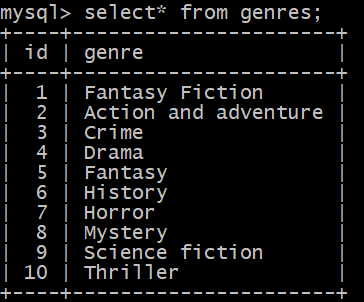 mysql> select* from genres;
+----+----------------------+
| id | genre                |
+----+----------------------+
|  1 | Fantasy Fiction      |
|  2 | Action and adventure |
|  3 | Crime                |
|  4 | Drama                |
|  5 | Fantasy              |
|  6 | History              |
|  7 | Horror               |
|  8 | Mystery              |
|  9 | Science fiction      |
| 10 | Thriller             |
+----+----------------------+